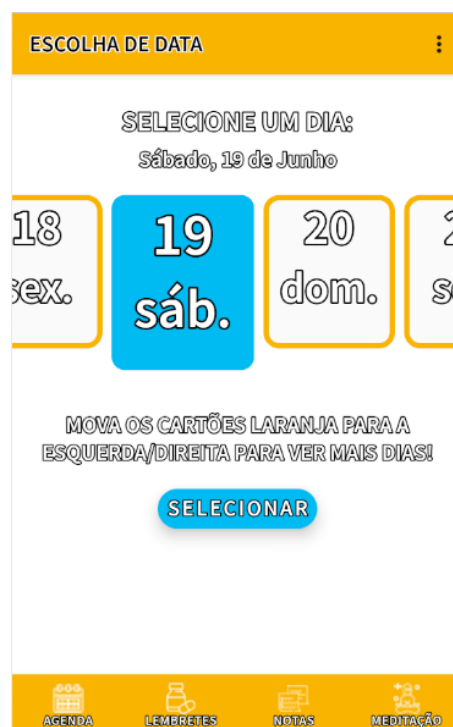 ESCOLHA DE DATA
SELECIONE UM DIA:
Sábado, 19 de Junho
18 19 20
sex. sáb. dom.
MOVA OS CARTÕES LARANJA PARA A
ESQUERDA/DIREITA PARA VER MAIS DIAS!
SELECIONAR
AGENDA LEMBRETES NOTAS MEDITAÇÃO